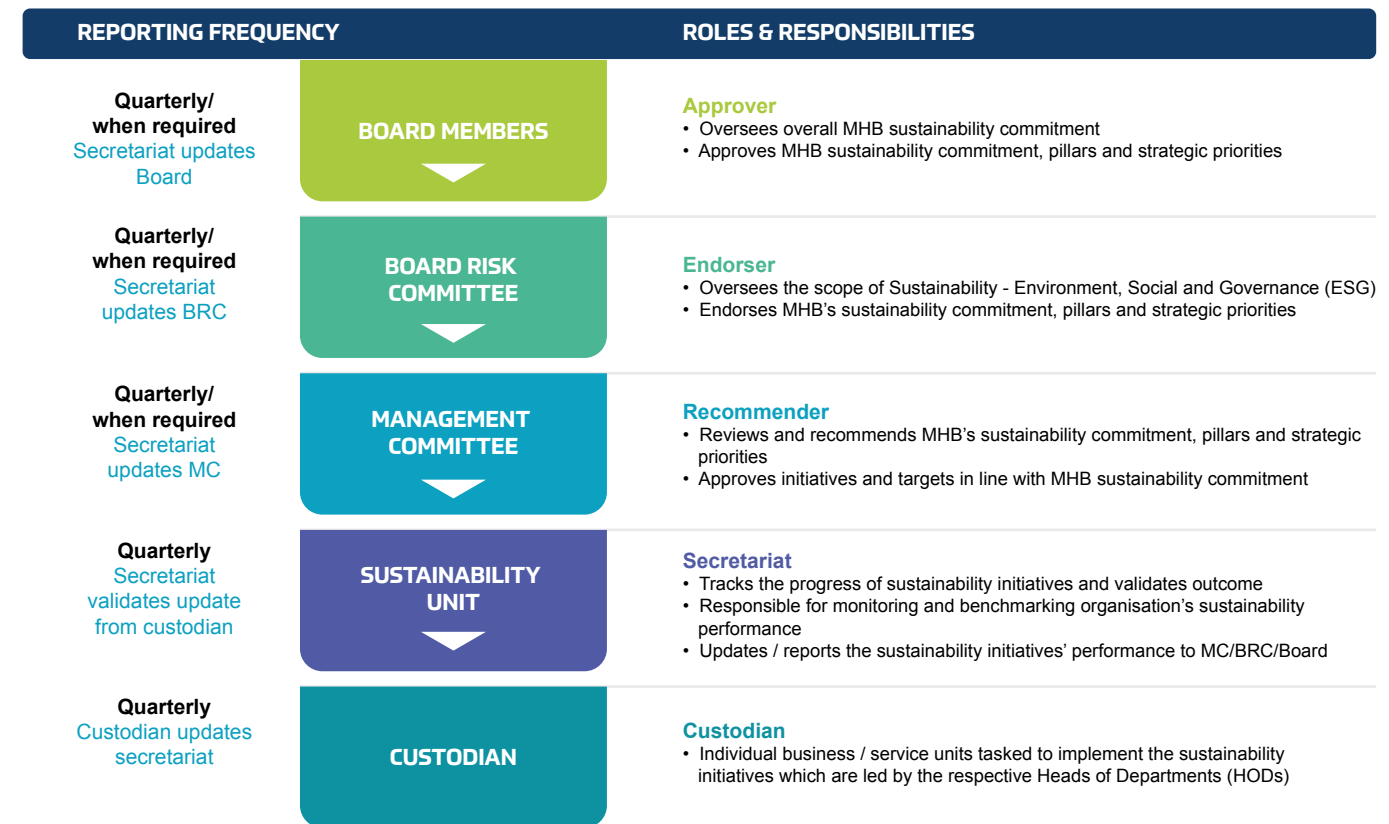 REPORTING FREQUENCY
ROLES & RESPONSIBILITIES
Quarterly/
when required
Secretariat updates
Board
BOARD MEMBERS
Approver
• Oversees overall MHB sustainability commitment
• Approves MHB sustainability commitment, pillars and strategic priorities
Quarterly/
when required
Secretariat
updates BRC
BOARD RISK
COMMITTEE
Endorser
• Oversees the scope of Sustainability - Environment, Social and Governance (ESG)
• Endorses MHB’s sustainability commitment, pillars and strategic priorities
Quarterly/
when required
Secretariat
updates MC
MANAGEMENT
COMMITTEE
Recommender
• Reviews and recommends MHB’s sustainability commitment, pillars and strategic
priorities
• Approves initiatives and targets in line with MHB sustainability commitment
Quarterly
Secretariat
validates update
from custodian
SUSTAINABILITY
UNIT
Secretariat
• Tracks the progress of sustainability initiatives and validates outcome
• Responsible for monitoring and benchmarking organisation’s sustainability
performance
• Updates / reports the sustainability initiatives’ performance to MC/BRC/Board
Quarterly
Custodian updates
secretariat
CUSTODIAN
Custodian
• Individual business / service units tasked to implement the sustainability
initiatives which are led by the respective Heads of Departments (HODs)